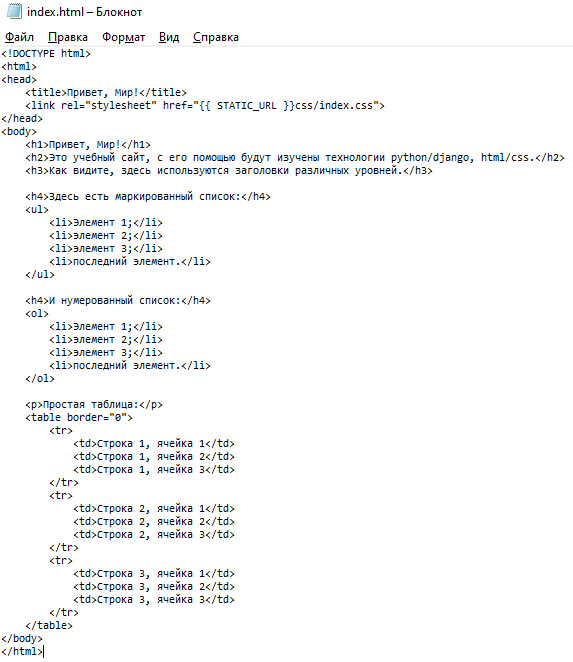 index.html – Блокнот
Файл Правка Формат Вид Справка
<!DOCTYPE html>
<html>
<head>
    <title>Привет, Мир!</title>
    <link rel="stylesheet" href="{{ STATIC_URL }}css/index.css">
</head>
<body>
    <h1>Привет, Мир!</h1>
    <h2>Это учебный сайт, с его помощью будут изучены технологии python/django, html/css.</h2>
    <h3>Как видите, здесь используются заголовки различных уровней.</h3>

    <h4>Здесь есть маркированный список:</h4>
    <ul>
        <li>Элемент 1;</li>
        <li>элемент 2;</li>
        <li>элемент 3;</li>
        <li>последний элемент.</li>
    </ul>

    <h4>И нумерованный список:</h4>
    <ol>
        <li>Элемент 1;</li>
        <li>элемент 2;</li>
        <li>элемент 3;</li>
        <li>последний элемент.</li>
    </ol>

    <p>Простая таблица:</p>
    <table border="0">
        <tr>
            <td>Строка 1, ячейка 1</td>
            <td>Строка 1, ячейка 2</td>
            <td>Строка 1, ячейка 3</td>
        </tr>
        <tr>
            <td>Строка 2, ячейка 1</td>
            <td>Строка 2, ячейка 2</td>
            <td>Строка 2, ячейка 3</td>
        </tr>
        <tr>
            <td>Строка 3, ячейка 1</td>
            <td>Строка 3, ячейка 2</td>
            <td>Строка 3, ячейка 3</td>
        </tr>
    </table>
</body>
</html>